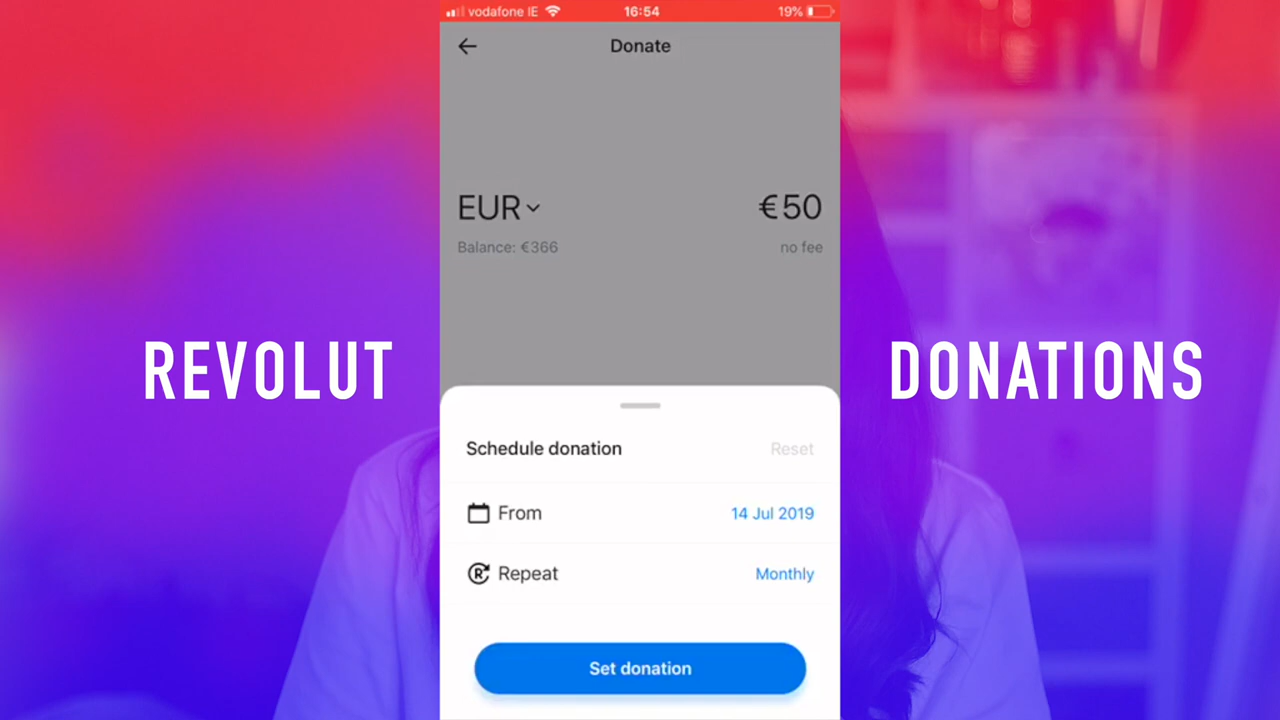 vodafone IE 16:54 19%
Donate
EUR €50
Balance: €366 no fee
REVOLUT DONATIONS
Schedule donation Reset
From 14 Jul 2019
Repeat Monthly
Set donation